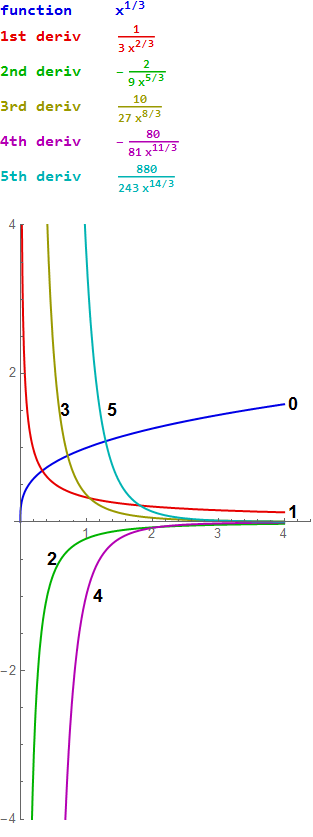 function x^1/3
1st deriv 1/(3 x^2/3)
2nd deriv - 2/(9 x^5/3)
3rd deriv 10/(27 x^8/3)
4th deriv - 80/(81 x^11/3)
5th deriv 880/(243 x^14/3)
4
2
3 5 0
1
1 2 3 4
2
4
-2
-4